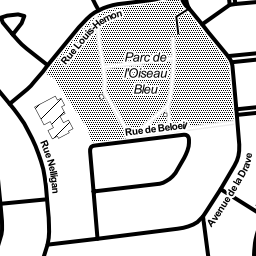 Rue Louis-Hémon
Parc de
l'Oiseau
Bleu
Rue de Beloeil
Rue Nelligan
Avenue de la Drave